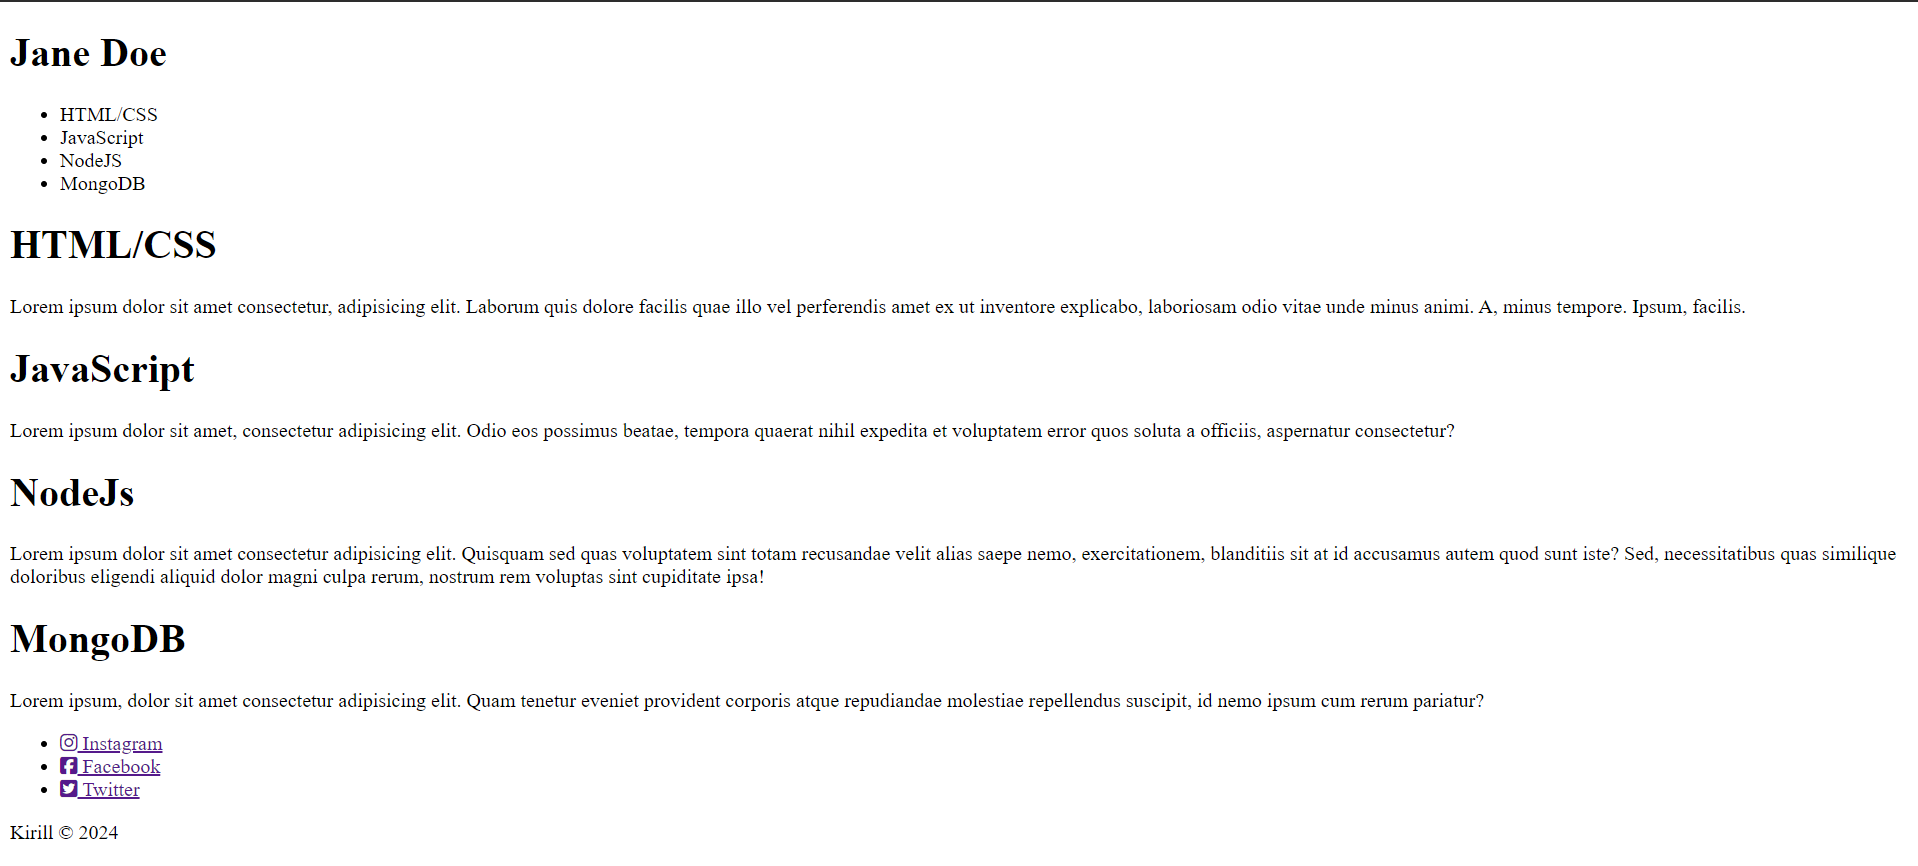 Jane Doe
HTML/CSS
JavaScript
NodeJS
MongoDB
HTML/CSS
Lorem ipsum dolor sit amet consectetur, adipisicing elit. Laborum quis dolore facilis quae illo vel perferendis amet ex ut inventore explicabo, laboriosam odio vitae unde minus animi. A, minus tempore. Ipsum, facilis.
JavaScript
Lorem ipsum dolor sit amet, consectetur adipisicing elit. Odio eos possimus beatae, tempora quaerat nihil expedita et voluptatem error quos soluta a officiis, aspernatur consectetur?
NodeJs
Lorem ipsum dolor sit amet consectetur adipisicing elit. Quisquam sed quas voluptatem sint totam recusandae velit alias saepe nemo, exercitationem, blanditiis sit at id accusamus autem quod sunt iste? Sed, necessitatibus quas similique
doloribus eligendi aliquid dolor magni culpa rerum, nostrum rem voluptas sint cupiditate ipsa!
MongoDB
Lorem ipsum, dolor sit amet consectetur adipisicing elit. Quam tenetur eveniet provident corporis atque repudiandae molestiae repellendus suscipit, id nemo ipsum cum rerum pariatur?
Instagram
Facebook
Twitter
Kirill © 2024